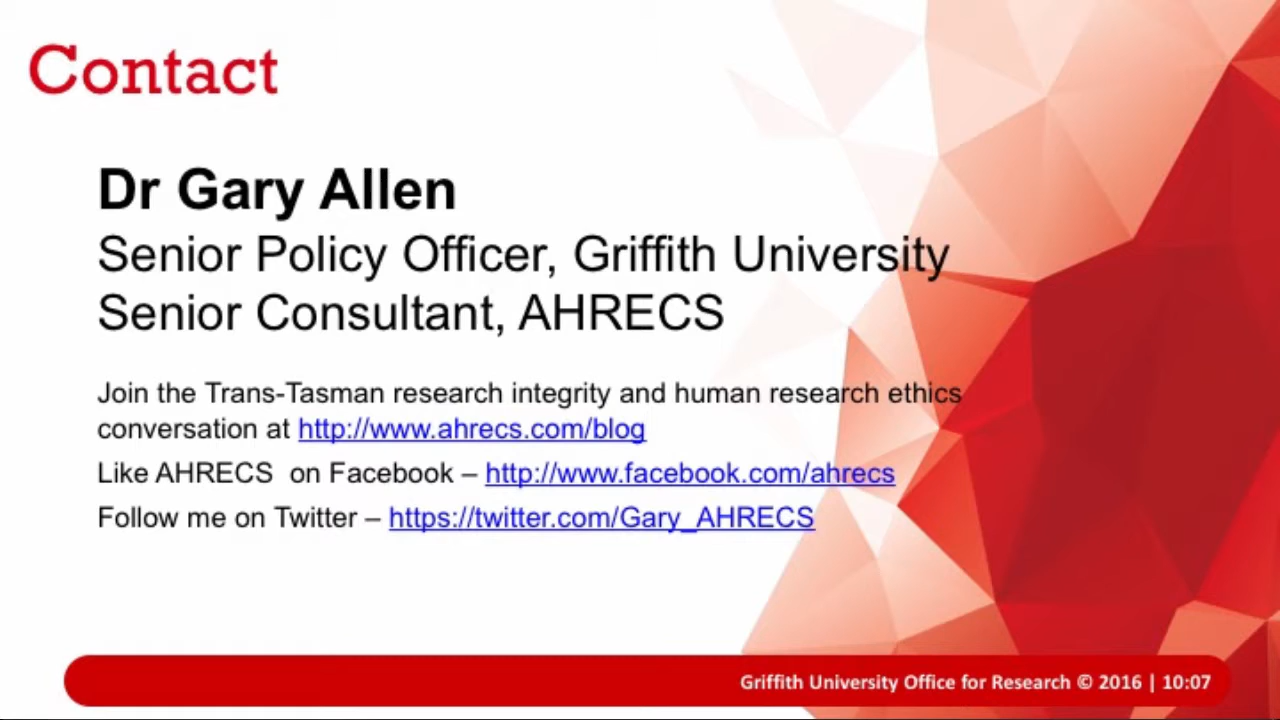 Contact
Dr Gary Allen
Senior Policy Officer, Griffith University
Senior Consultant, AHRECS
Join the Trans-Tasman research integrity and human research ethics
conversation at http://www.ahrecs.com/blog
Like AHRECS  on Facebook – http://www.facebook.com/ahrecs
Follow me on Twitter – https://twitter.com/Gary_AHRECS
Griffith University Office for Research © 2016 | 10:07